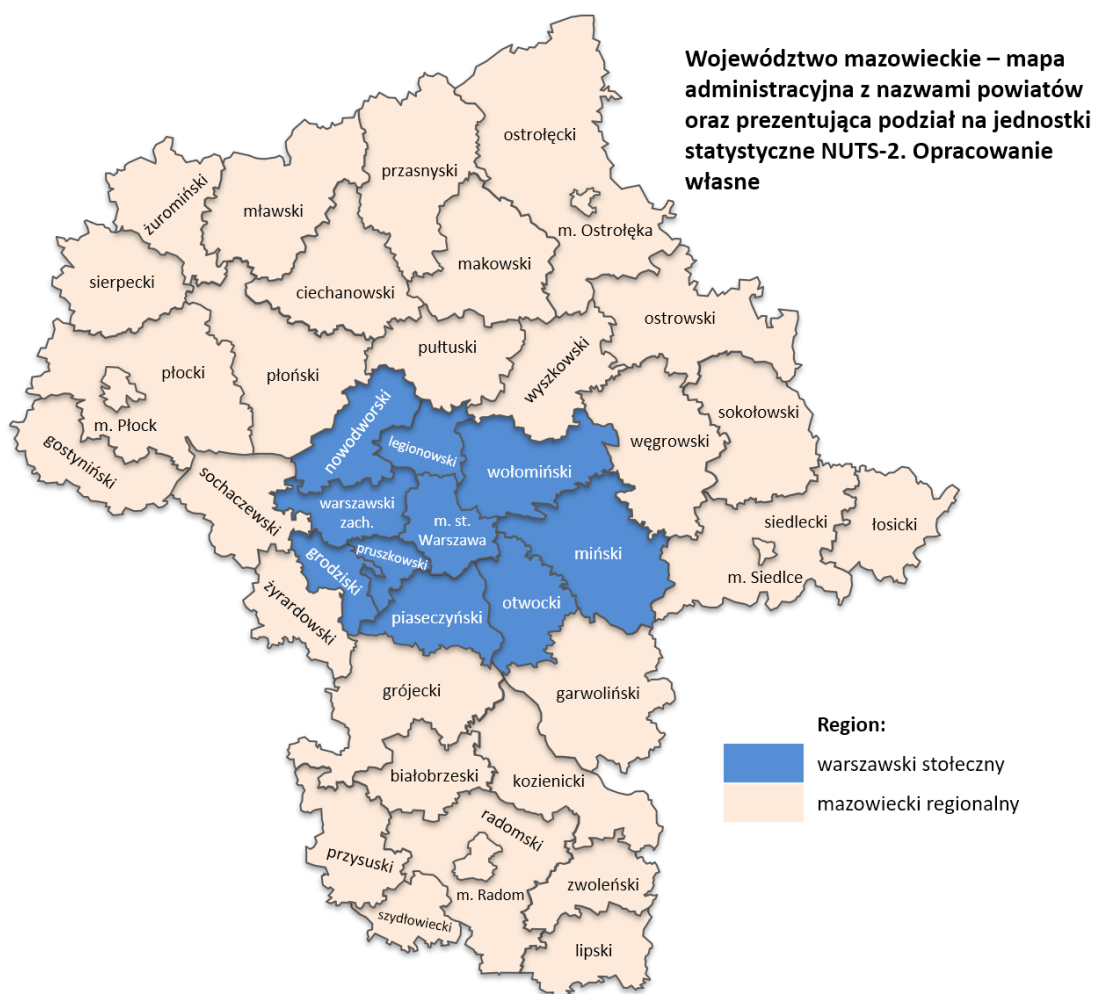 Województwo mazowieckie – mapa
administracyjna z nazwami powiatów
oraz prezentująca podział na jednostki
statystyczne NUTS-2. Opracowanie
własne
ostrołęcki
przasnyski
żuromiński
mławski
m. Ostrołęka
makowski
sierpecki
ciechanowski
ostrowski
pułtuski
wyszkowski
płocki
płoński
m. Płock
sokołowski
nowodworski
legionowski
węgrowski
gostyniński
sochaczewski
wołomiński
warszawski
zach.
m. st.
Warszawa
siedlecki
łosicki
pruszkowski
miński
m. Siedlce
grodziski
żyrardowski
otwocki
piaseczyński
grójecki
garwoliński
Region:
warszawski stołeczny
mazowiecki regionalny
białobrzeski
kozienicki
radomski
przysuski
m. Radom
zwoleński
szydłowiecki
lipski